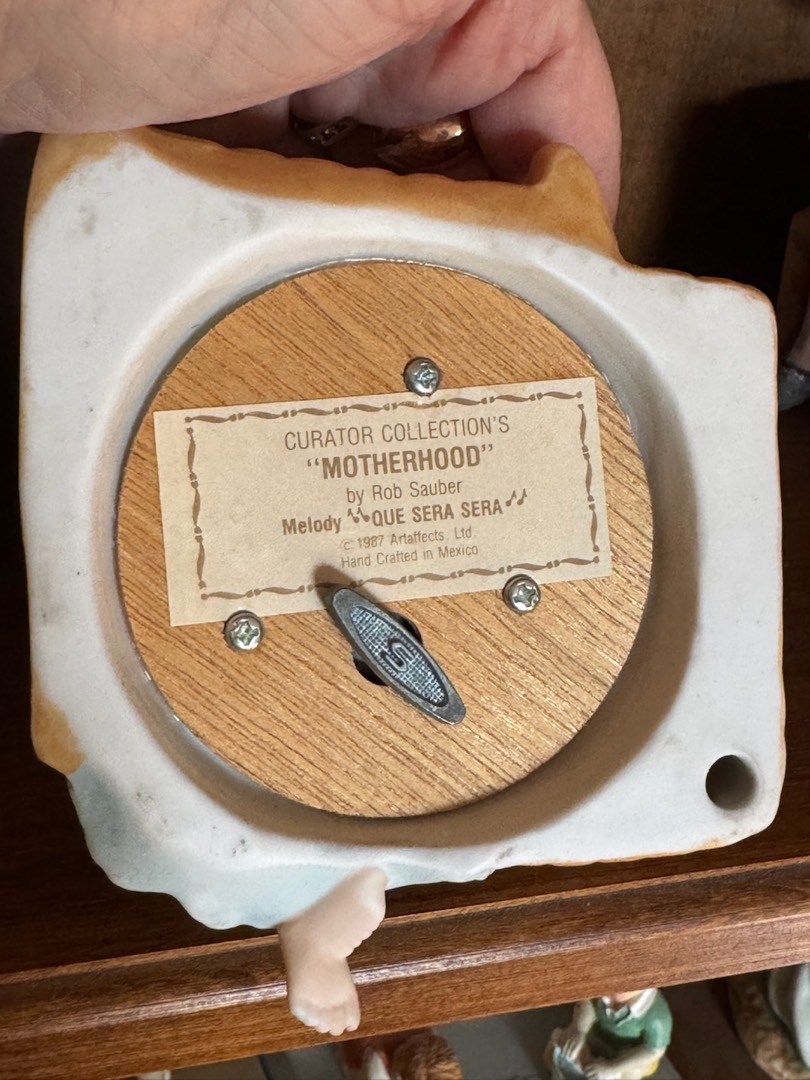 CURATOR COLLECTION'S
"MOTHERHOOD"
by Rob Sauber
Melody QUE SERA SERA
© 1987 Artaffects, Ltd
Hand Crafted in Mexico
S